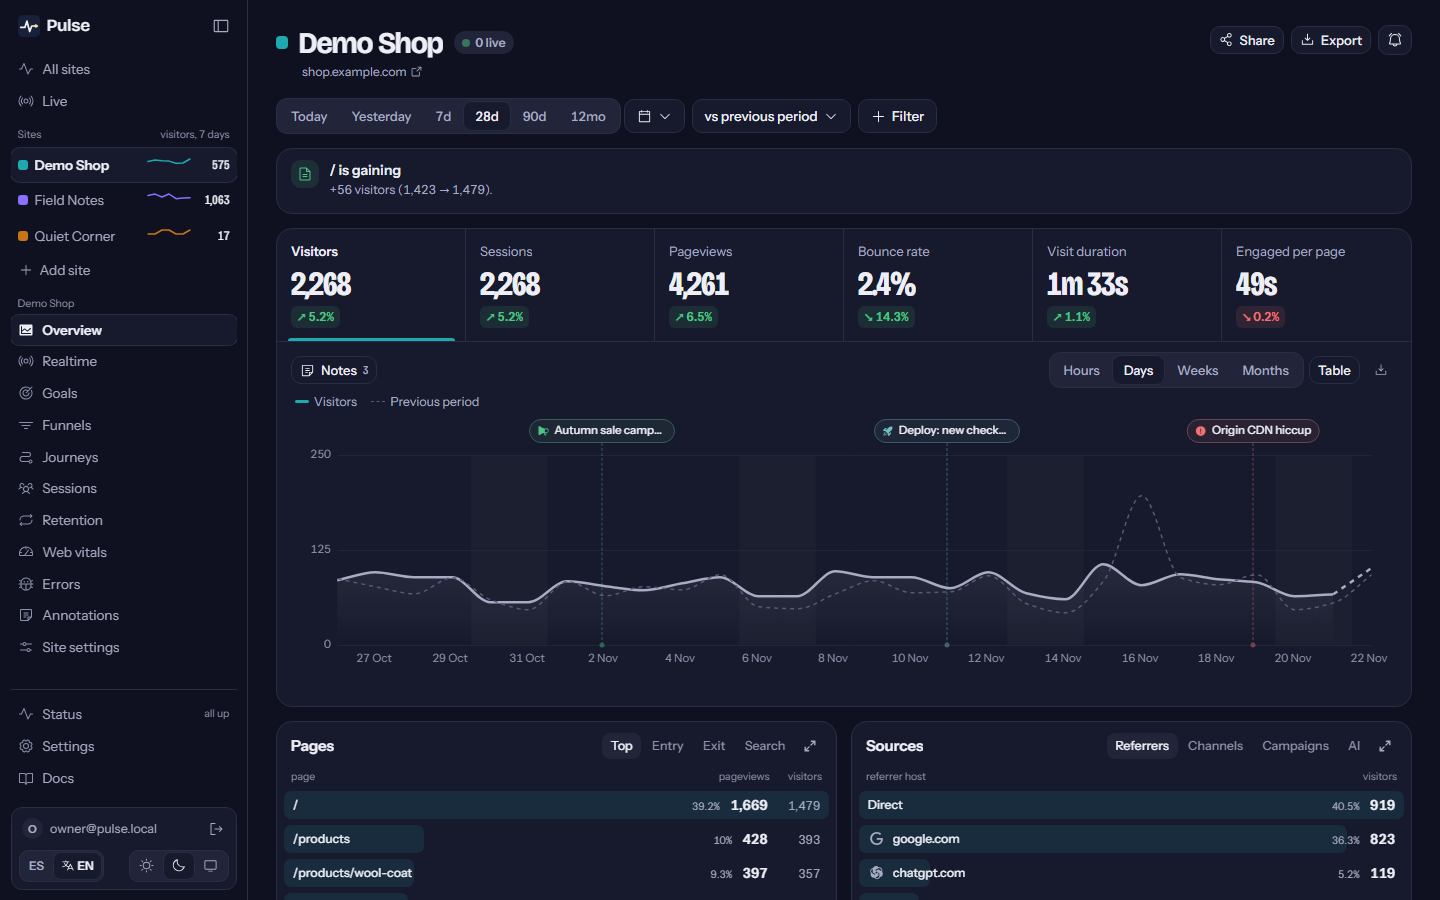 Pulse
All sites
Live
Sites visitors, 7 days
Demo Shop 575
Field Notes 1,063
Quiet Corner 17
Add site
Demo Shop
Overview
Realtime
Goals
Funnels
Journeys
Sessions
Retention
Web vitals
Errors
Annotations
Site settings
Status all up
Settings
Docs
O owner@pulse.local
ES EN
Demo Shop 0 live
shop.example.com
Share Export
Today Yesterday 7d 28d 90d 12mo vs previous period Filter
/ is gaining
+56 visitors (1,423 → 1,479).
Visitors Sessions Pageviews Bounce rate Visit duration Engaged per page
2,268 2,268 4,261 2.4% 1m 33s 49s
↗ 5.2% ↗ 5.2% ↗ 6.5% ↘ 14.3% ↗ 1.1% ↘ 0.2%
Notes 3 Hours Days Weeks Months Table
Visitors Previous period
Autumn sale camp... Deploy: new check... Origin CDN hiccup
250
125
0
27 Oct 29 Oct 31 Oct 2 Nov 4 Nov 6 Nov 8 Nov 10 Nov 12 Nov 14 Nov 16 Nov 18 Nov 20 Nov 22 Nov
Pages Top Entry Exit Search
page pageviews visitors
/ 39.2% 1,669 1,479
/products 10% 428 393
/products/wool-coat 9.3% 397 357
Sources Referrers Channels Campaigns AI
referrer host visitors
Direct 40.5% 919
google.com 36.3% 823
chatgpt.com 5.2% 119